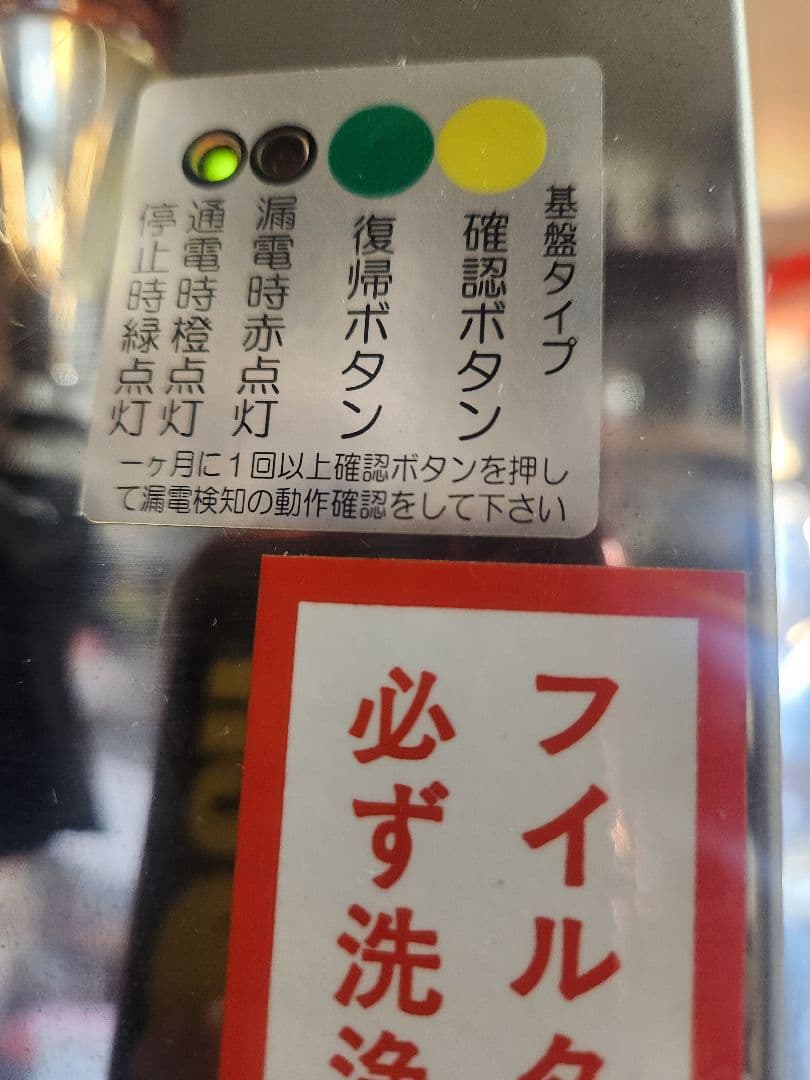 基盤タイプ
確認ボタン
復帰ボタン
漏電時赤点灯
通電時橙点灯
停止時緑点灯
一ヶ月に1回以上確認ボタンを押し
て漏電検知の動作確認をして下さい
フイルタ
必ず洗浄